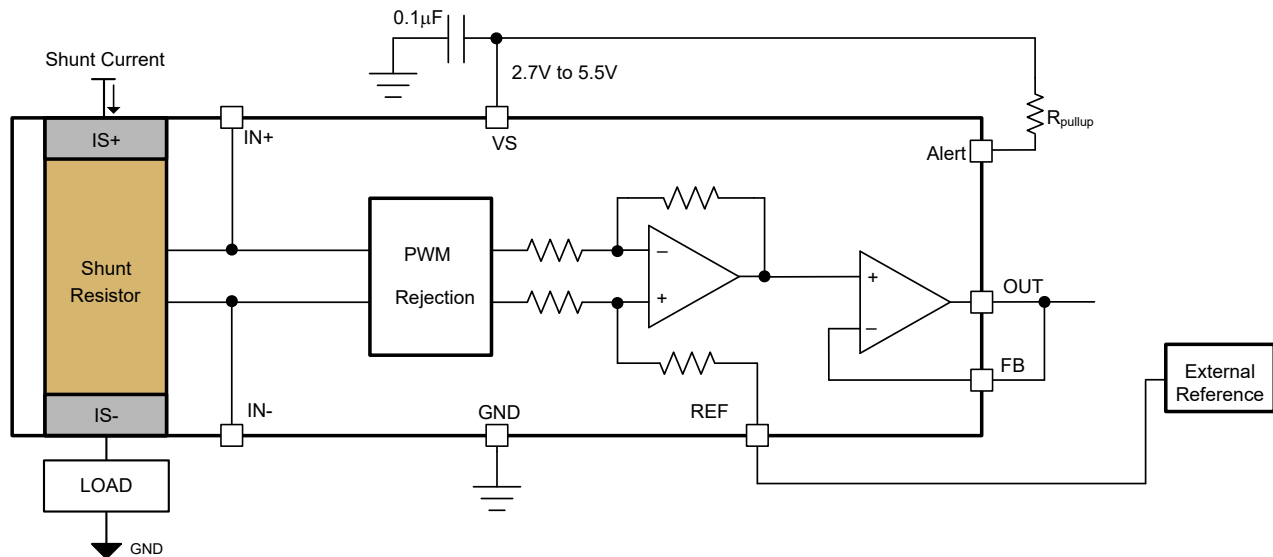 0.1μF
Shunt Current
2.7V to 5.5V
R_pullup
IS+
IN+
VS
Alert
PWM
Rejection
Shunt
Resistor
−
+
+
−
OUT
FB
External
Reference
IS-
IN-
GND
REF
LOAD
GND